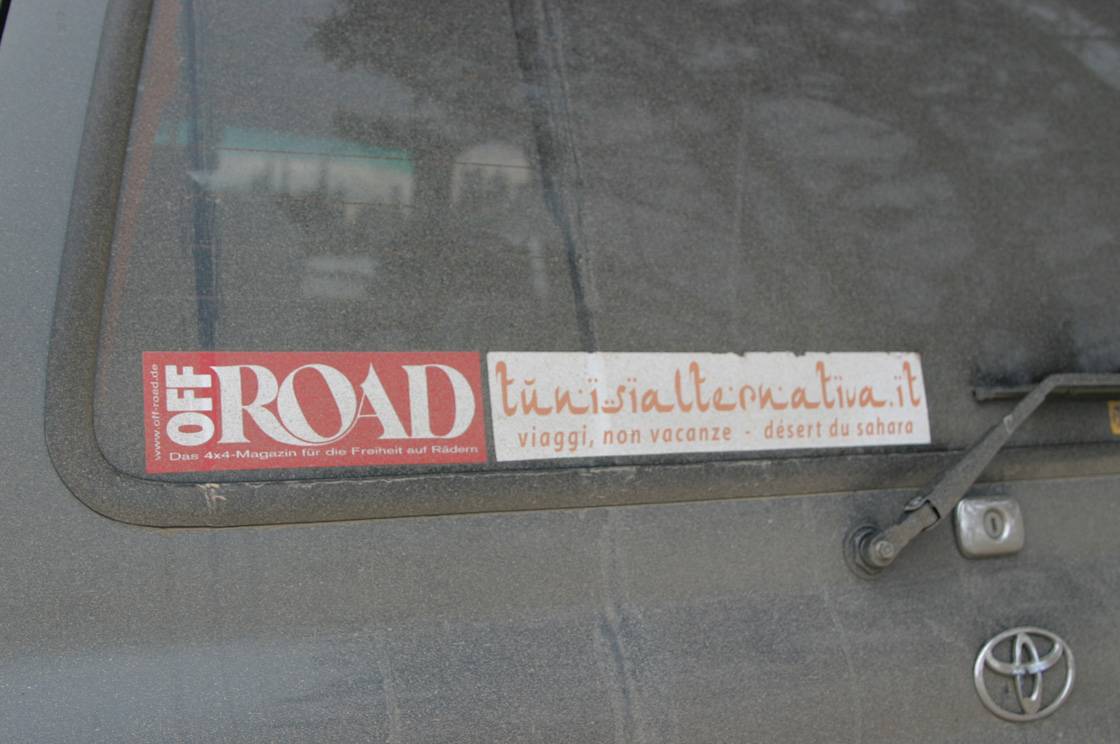 www.off-road.de
OFF ROAD
Das 4x4-Magazin für die Freiheit auf Rädern
tunisialternativa.it
viaggi, non vacanze - désert du sahara